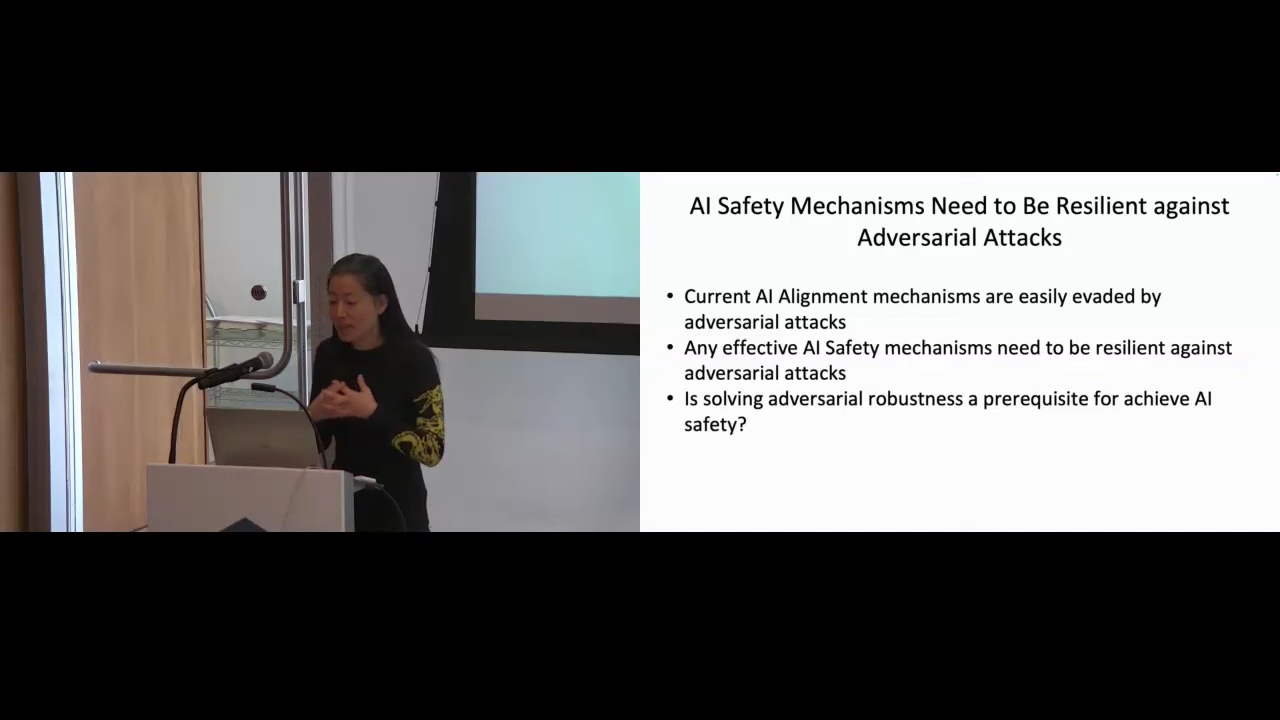 AI Safety Mechanisms Need to Be Resilient against
Adversarial Attacks
• Current AI Alignment mechanisms are easily evaded by
adversarial attacks
• Any effective AI Safety mechanisms need to be resilient against
adversarial attacks
• Is solving adversarial robustness a prerequisite for achieve AI
safety?